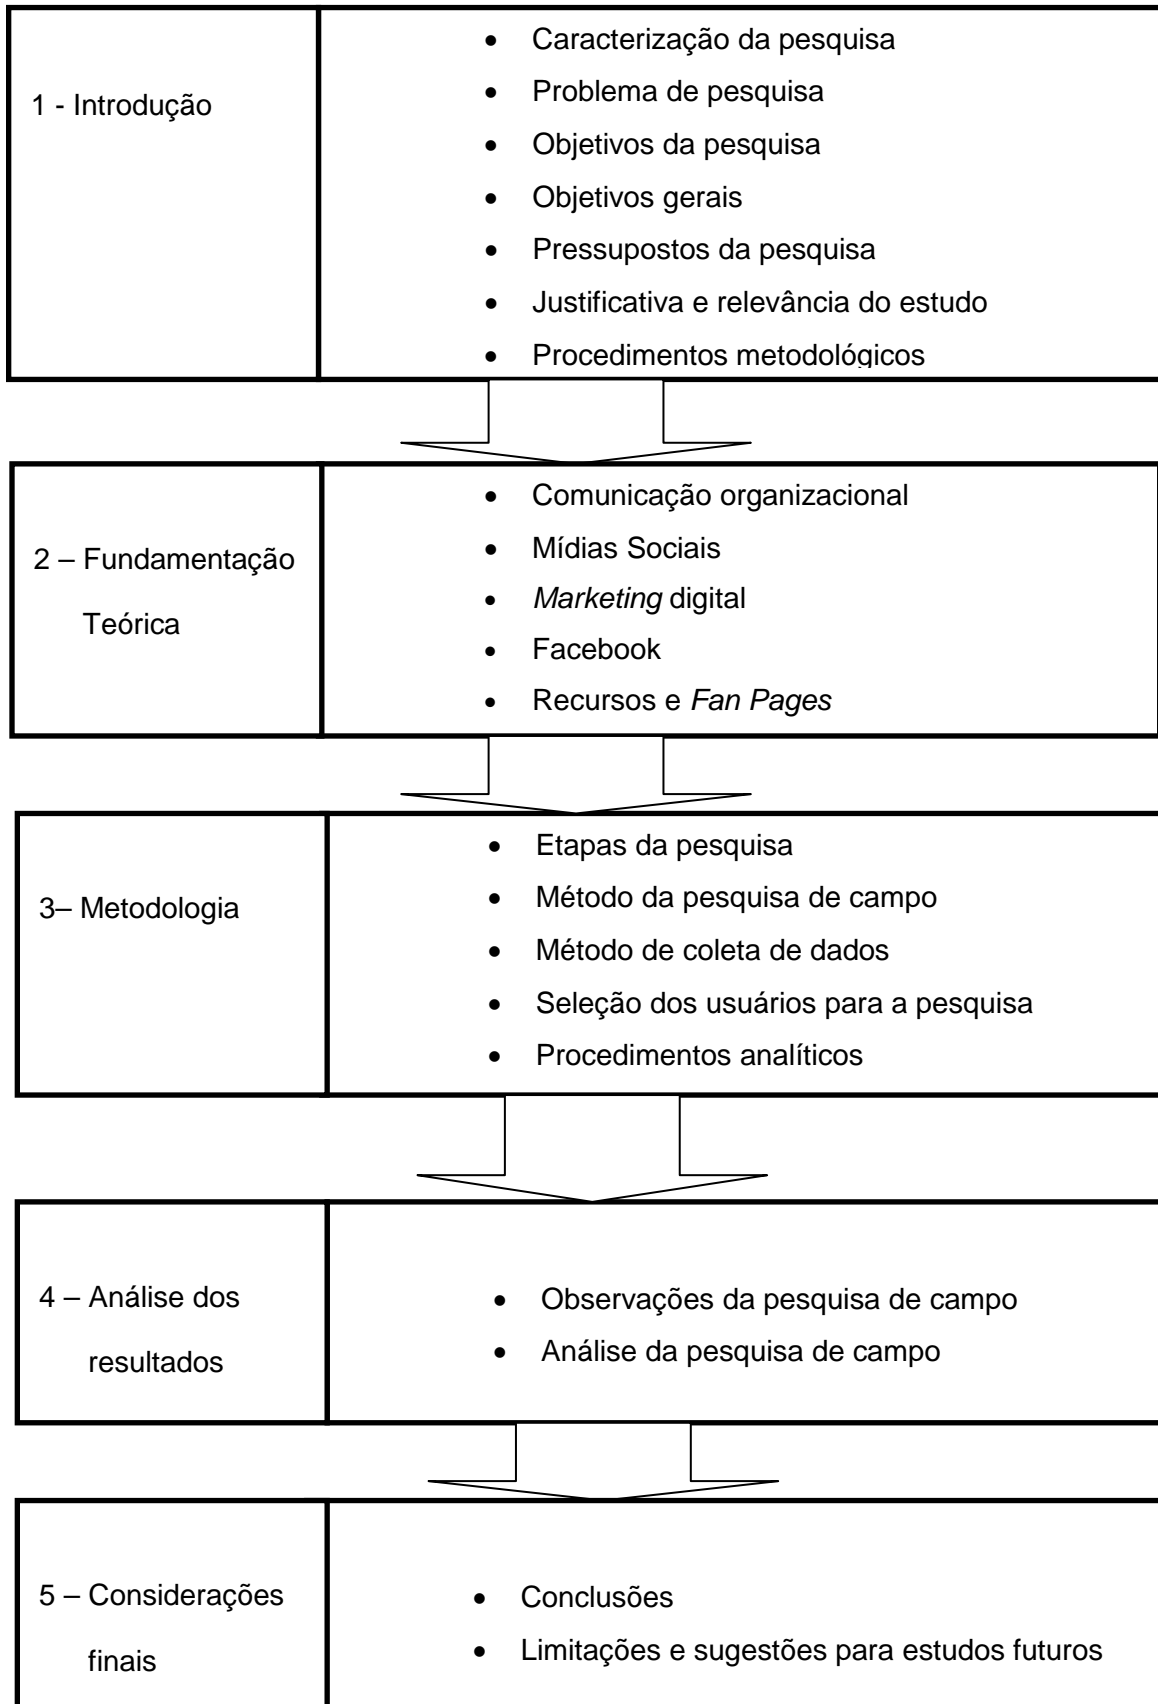 1 - Introdução
• Caracterização da pesquisa
• Problema de pesquisa
• Objetivos da pesquisa
• Objetivos gerais
• Pressupostos da pesquisa
• Justificativa e relevância do estudo
• Procedimentos metodológicos
2 – Fundamentação
Teórica
• Comunicação organizacional
• Mídias Sociais
• Marketing digital
• Facebook
• Recursos e Fan Pages
3– Metodologia
• Etapas da pesquisa
• Método da pesquisa de campo
• Método de coleta de dados
• Seleção dos usuários para a pesquisa
• Procedimentos analíticos
4 – Análise dos
resultados
• Observações da pesquisa de campo
• Análise da pesquisa de campo
5 – Considerações
finais
• Conclusões
• Limitações e sugestões para estudos futuros